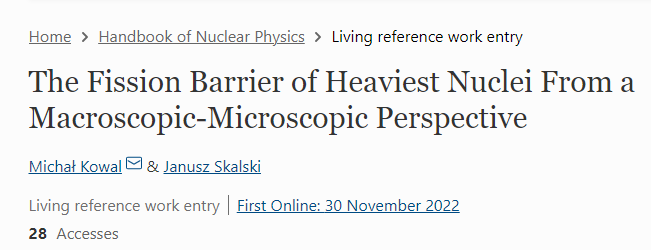 Home > Handbook of Nuclear Physics > Living reference work entry
The Fission Barrier of Heaviest Nuclei From a
Macroscopic-Microscopic Perspective
Michał Kowal & Janusz Skalski
Living reference work entry | First Online: 30 November 2022
28 Accesses